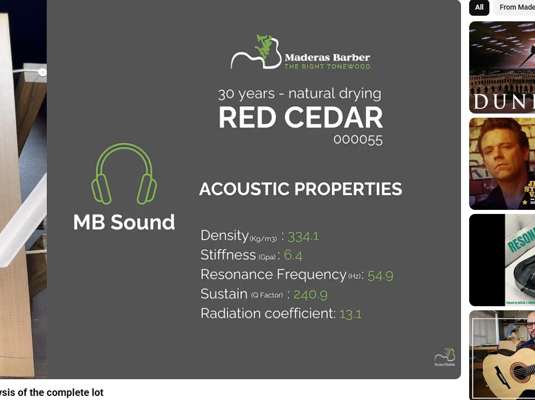 All
From Made
Maderas Barber
THE RIGHT TONEWOOD
30 years - natural drying
RED CEDAR
000055
ACOUSTIC PROPERTIES
MB Sound
Density (Kg/m3) : 334.1
Stiffness (Gpa) : 6.4
Resonance Frequency (Hz): 54.9
Sustain (Q Factor) : 240.9
Radiation coefficient: 13.1
DUN
RESON
ysis of the complete lot